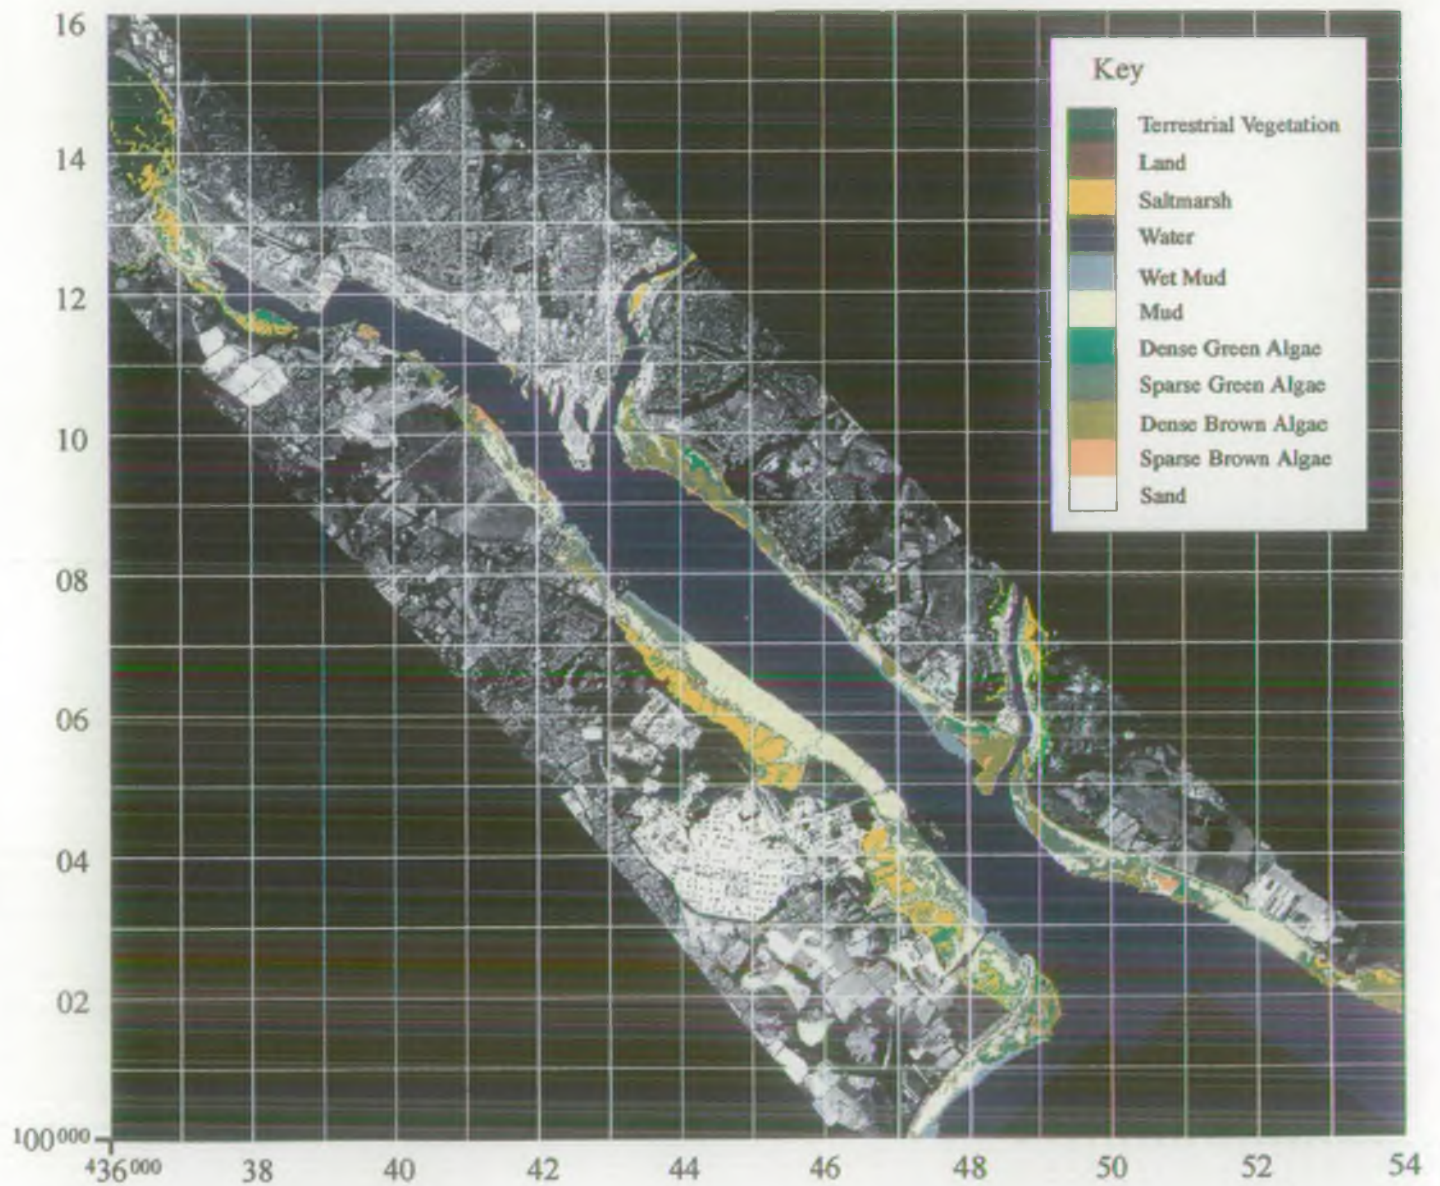 16
14
12
10
08
06
04
02
100000
436000 38 40 42 44 46 48 50 52 54
Key
Terrestrial Vegetation
Land
Saltmarsh
Water
Wet Mud
Mud
Dense Green Algae
Sparse Green Algae
Dense Brown Algae
Sparse Brown Algae
Sand